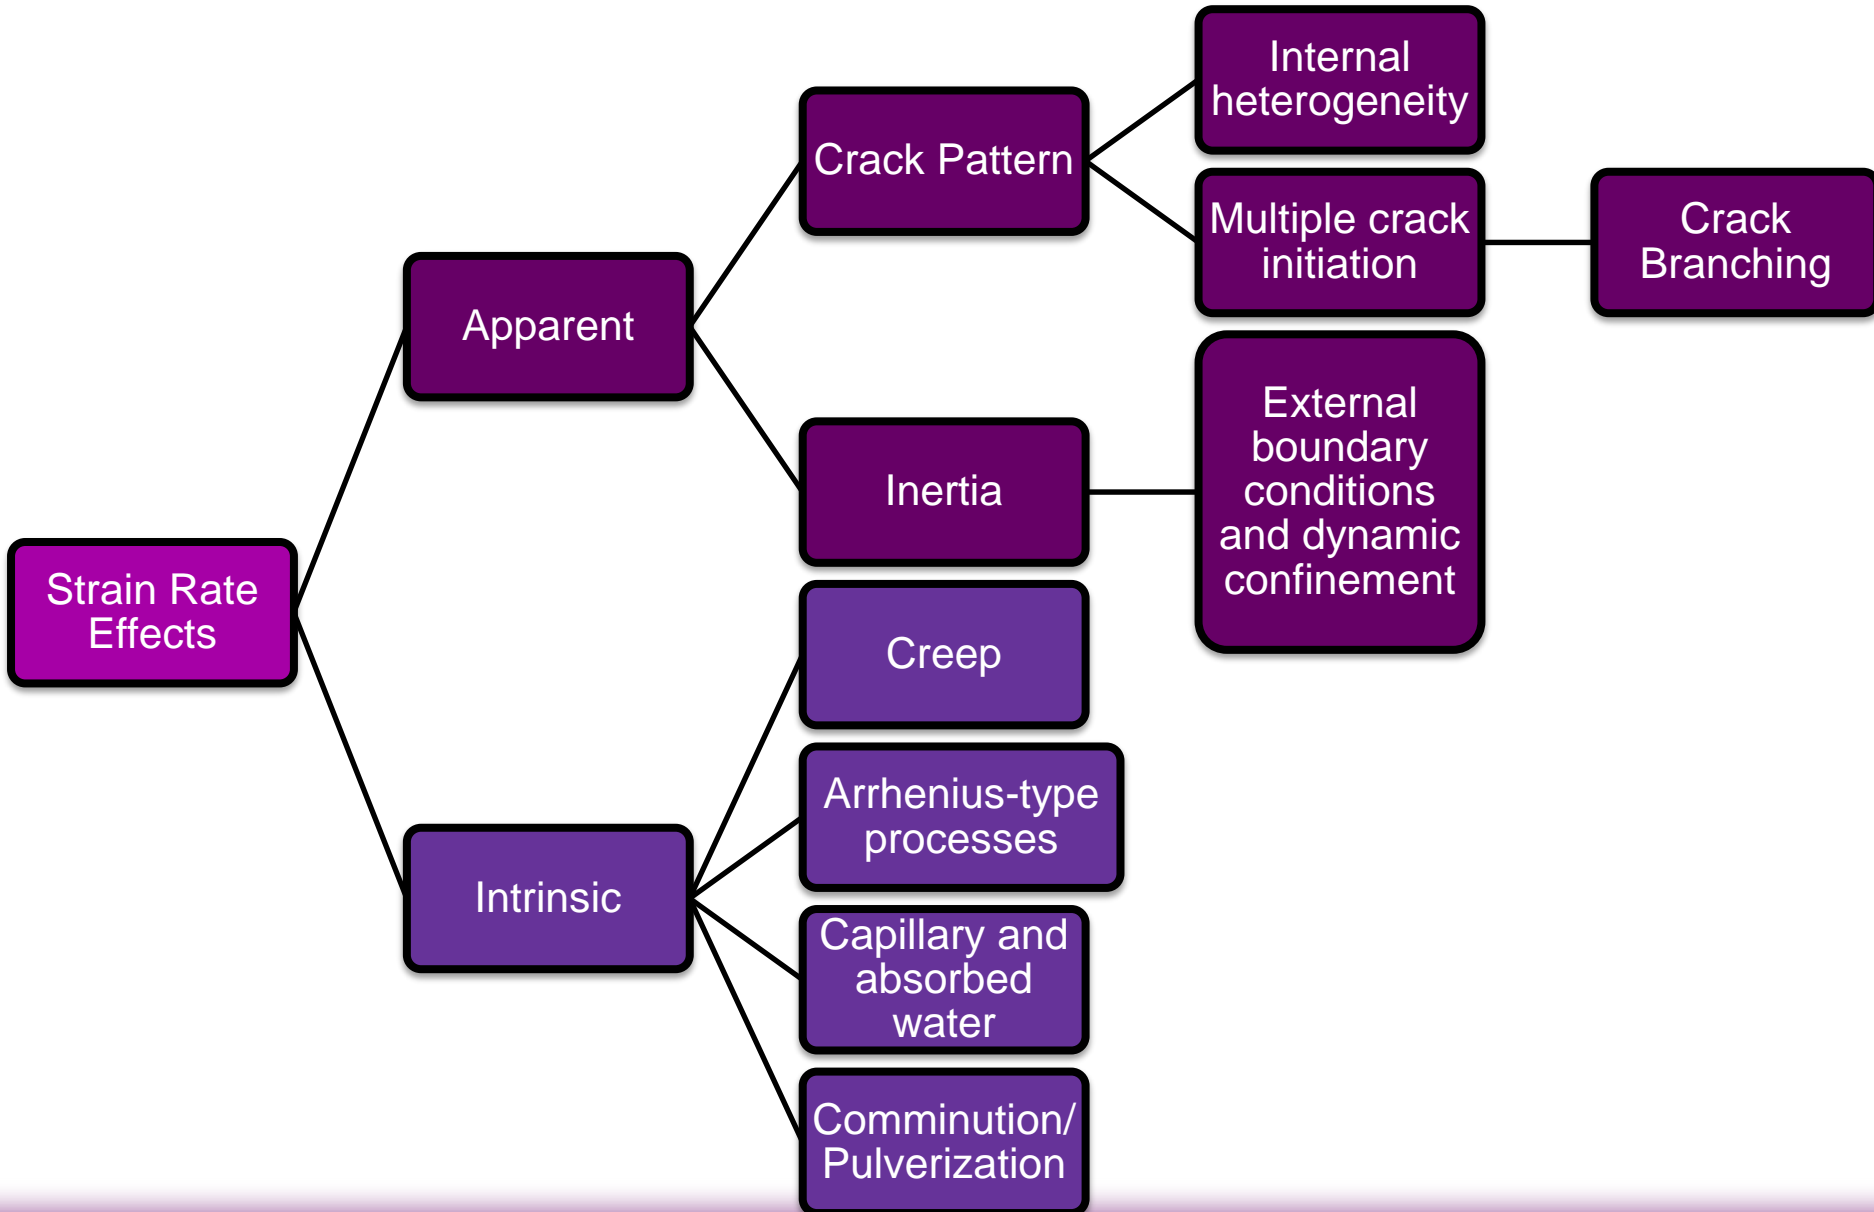 Strain Rate
Effects
Apparent
Crack Pattern
Internal
heterogeneity
Multiple crack
initiation
Crack
Branching
Inertia
External
boundary
conditions
and dynamic
confinement
Intrinsic
Creep
Arrhenius-type
processes
Capillary and
absorbed
water
Comminution/
Pulverization